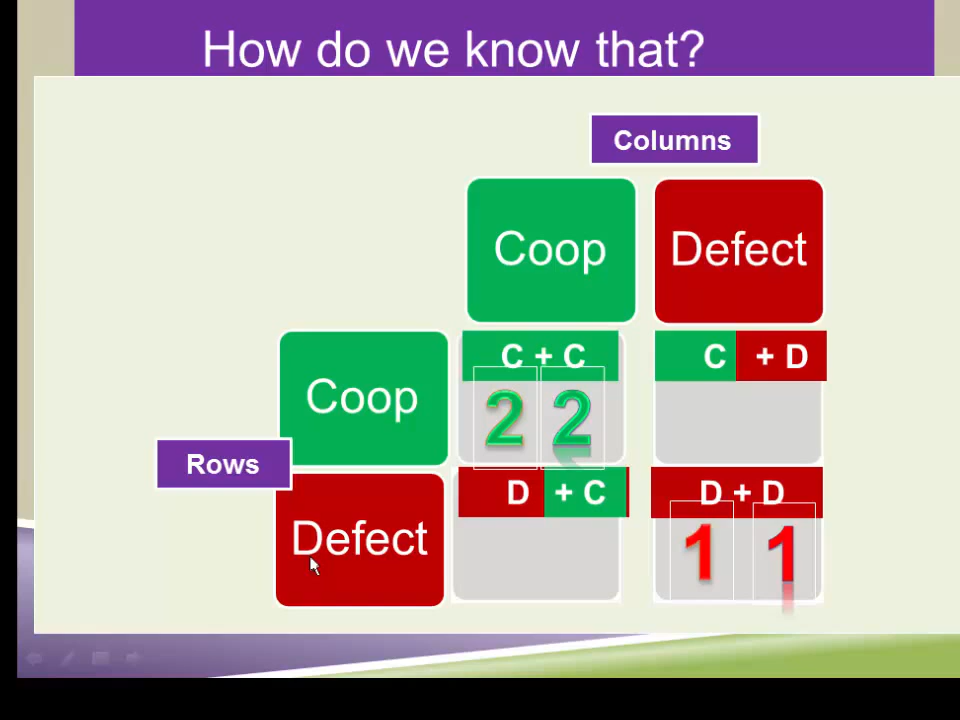 How do we know that?
Columns
Coop Defect
Coop
C + C
C + D
2 2
Rows
Defect
D + C
D + D
1 1